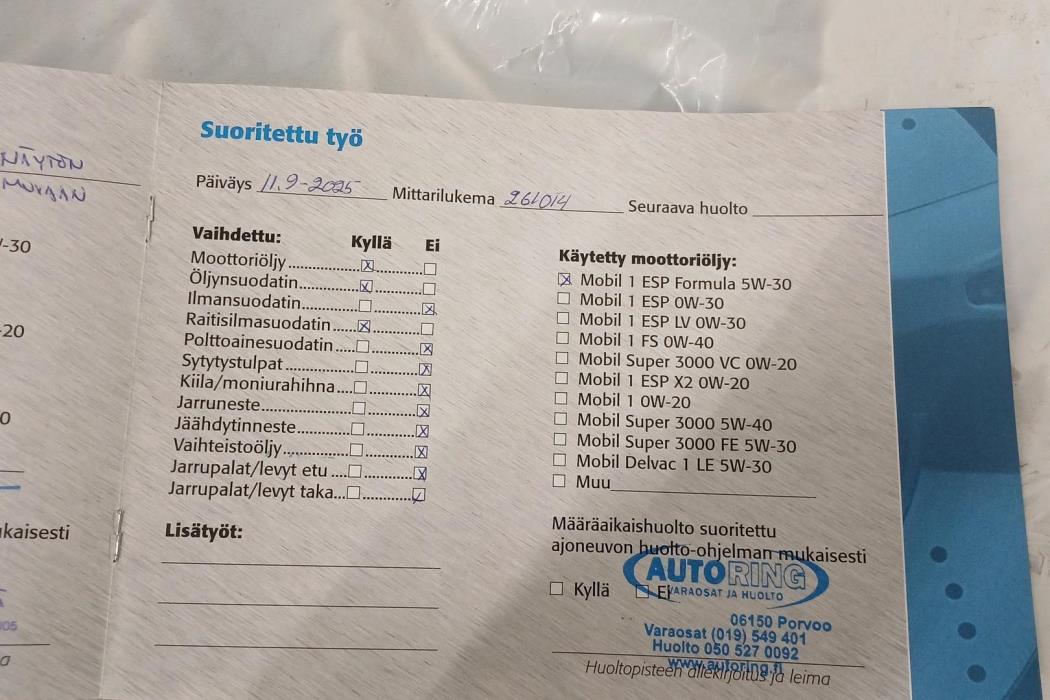 NÄYTÖN
MUKAAN
-30
-20
0
ukaisesti
Suoritettu työ
Päiväys 11.9-2025 Mittarilukema 261014 Seuraava huolto
Vaihdettu: Kyllä Ei
Moottoriöljy
Öljynsuodatin
Ilmansuodatin
Raitisilmasuodatin
Polttoainesuodatin
Sytytystulpat
Kiila/moniurahihna
Jarruneste
Jäähdytinneste
Vaihteistoöljy
Jarrupalat/levyt etu
Jarrupalat/levyt taka
Lisätyöt:
Käytetty moottoriöljy:
Mobil 1 ESP Formula 5W-30
Mobil 1 ESP 0W-30
Mobil 1 ESP LV 0W-30
Mobil 1 FS 0W-40
Mobil Super 3000 VC 0W-20
Mobil 1 ESP X2 0W-20
Mobil 1 0W-20
Mobil Super 3000 5W-40
Mobil Super 3000 FE 5W-30
Mobil Delvac 1 LE 5W-30
Muu
Määräaikaishuolto suoritettu
ajoneuvon huolto-ohjelman mukaisesti
Kyllä Ei
AUTORING
VARAOSAT JA HUOLTO
06150 Porvoo
Varaosat (019) 549 401
Huolto 050 527 0092
www.autoring.fi
Huoltopisteen allekirjoitus ja leima